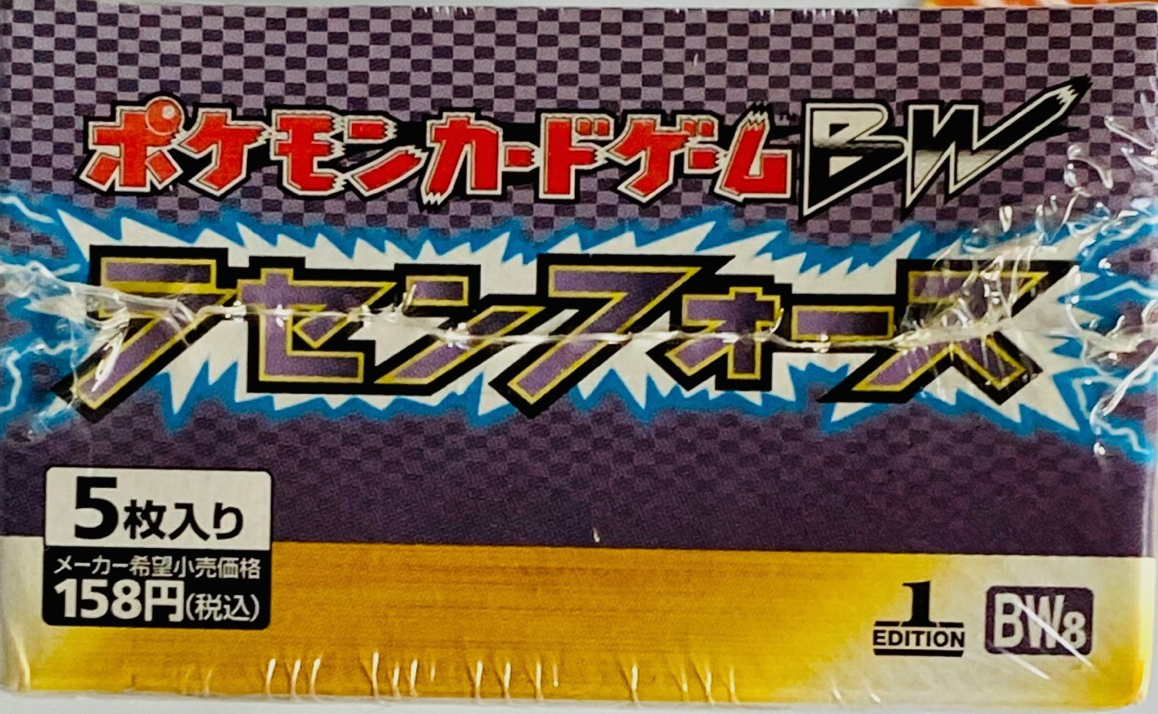 ポケモンカードゲームBW
ラセンフォース
5枚入り
メーカー希望小売価格
158円(税込)
1
EDITION
BW8